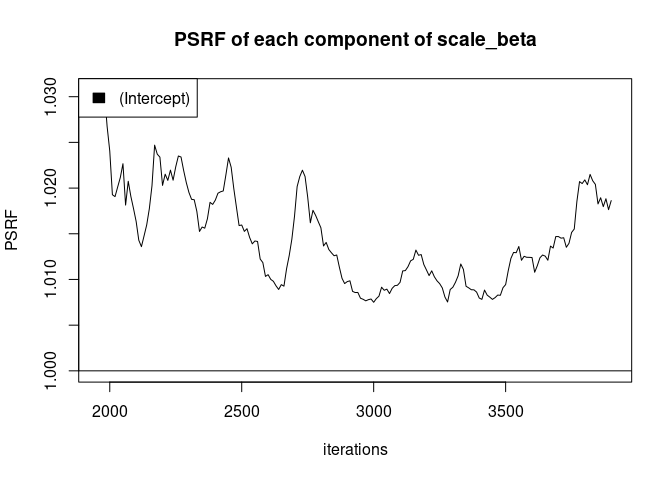 PSRF of each component of scale_beta
(Intercept)
PSRF
1.030
1.020
1.010
1.000
2000 2500 3000 3500
iterations